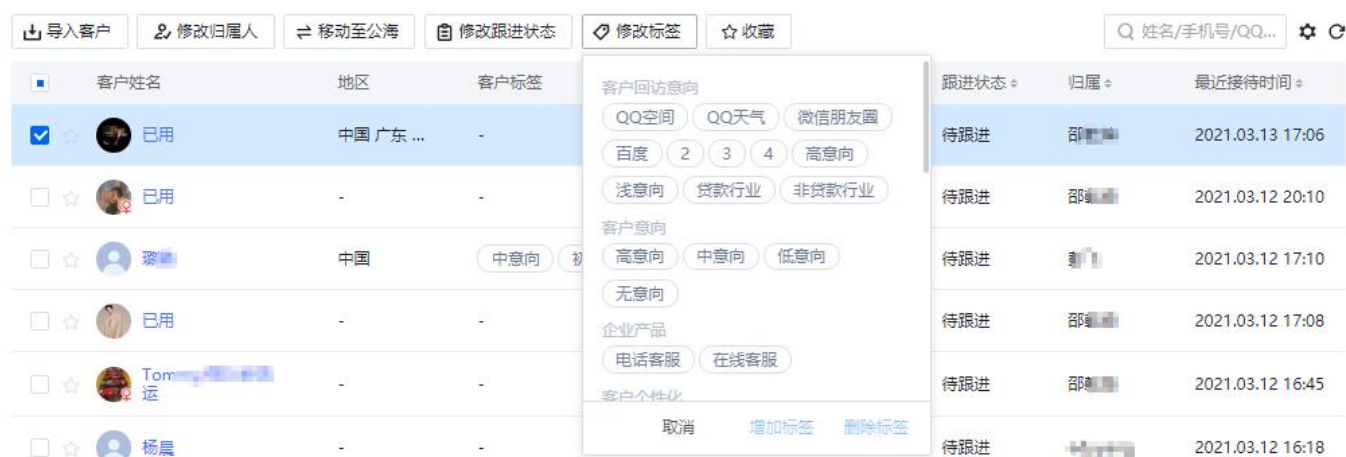 导入客户 修改归属人 移动至公海 修改跟进状态 修改标签 收藏 姓名/手机号/QQ...
客户姓名 地区 客户标签 跟进状态 归属 最近接待时间
客户回访意向
QQ空间 QQ天气 微信朋友圈
已用 中国 广东 ... - 待跟进 邵 2021.03.13 17:06
百度 2 3 4 高意向
浅意向 贷款行业 非贷款行业
已用 - - 待跟进 邵 2021.03.12 20:10
客户意向
高意向 中意向 低意向
中国 中意向 初 待跟进 2021.03.12 17:10
无意向
已用 - - 待跟进 邵 2021.03.12 17:08
企业产品
电话客服 在线客服
Tom
运 - - 待跟进 邵 2021.03.12 16:45
客户个性化
取消 增加标签 删除标签
杨晨 - - 待跟进 2021.03.12 16:18